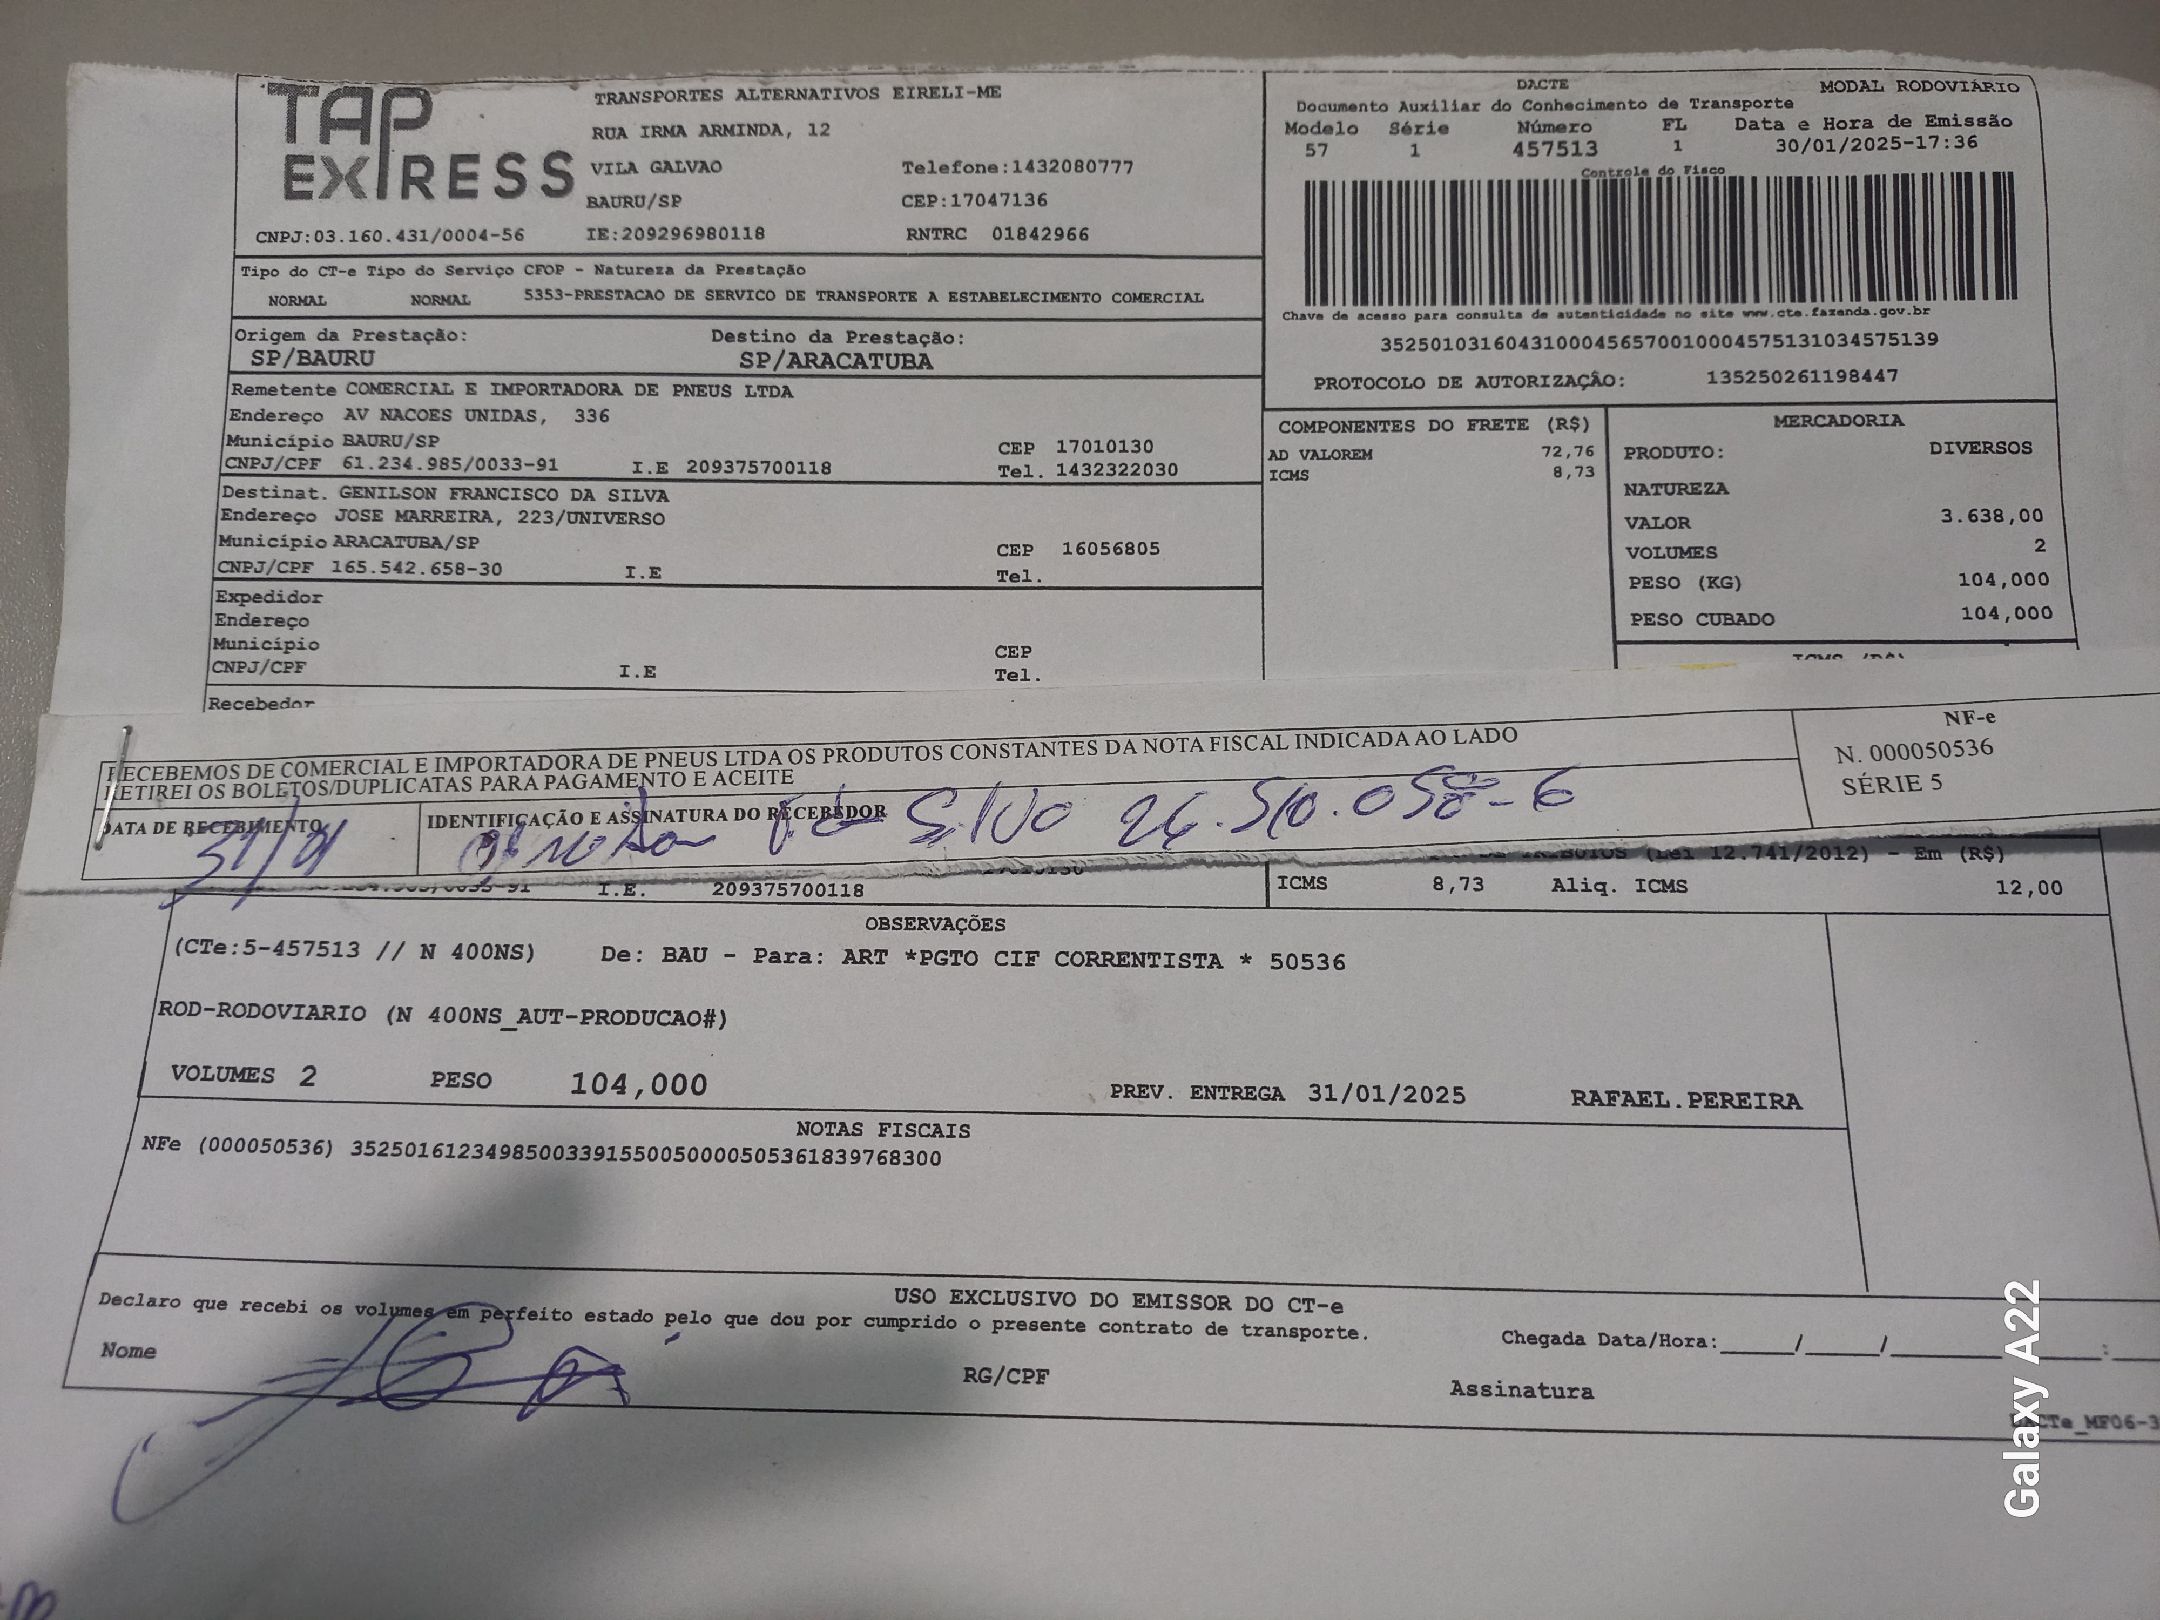 TAP EXPRESS
TRANSPORTES ALTERNATIVOS EIRELI-ME
RUA IRMA ARMINDA, 12
VILA GALVAO Telefone:1432080777
BAURU/SP CEP:17047136
CNPJ:03.160.431/0004-56 IE:209296980118 RNTRC 01842966
DACTE MODAL RODOVIÁRIO
Documento Auxiliar do Conhecimento de Transporte
Modelo Série Número FL Data e Hora de Emissão
57 1 457513 1 30/01/2025-17:36
Controle do Fisco
Chave de acesso para consulta de autenticidade no site www.cte.fazenda.gov.br
35250103160431000456570010004575131034575139
PROTOCOLO DE AUTORIZAÇÃO: 135250261198447
Tipo do CT-e Tipo do Serviço CFOP - Natureza da Prestação
NORMAL NORMAL 5353-PRESTACAO DE SERVICO DE TRANSPORTE A ESTABELECIMENTO COMERCIAL
Origem da Prestação: Destino da Prestação:
SP/BAURU SP/ARACATUBA
Remetente COMERCIAL E IMPORTADORA DE PNEUS LTDA
Endereço AV NACOES UNIDAS, 336
Município BAURU/SP CEP 17010130
CNPJ/CPF 61.234.985/0033-91 I.E 209375700118 Tel. 1432322030
Destinat. GENILSON FRANCISCO DA SILVA
Endereço JOSE MARREIRA, 223/UNIVERSO
Município ARACATUBA/SP CEP 16056805
CNPJ/CPF 165.542.658-30 I.E Tel.
Expedidor
Endereço
Município CEP
CNPJ/CPF I.E Tel.
Recebedor
COMPONENTES DO FRETE (R$)
AD VALOREM 72,76
ICMS 8,73
MERCADORIA
PRODUTO: DIVERSOS
NATUREZA
VALOR 3.638,00
VOLUMES 2
PESO (KG) 104,000
PESO CUBADO 104,000
RECEBEMOS DE COMERCIAL E IMPORTADORA DE PNEUS LTDA OS PRODUTOS CONSTANTES DA NOTA FISCAL INDICADA AO LADO
RETIREI OS BOLETOS/DUPLICATAS PARA PAGAMENTO E ACEITE
DATA DE RECEBIMENTO IDENTIFICAÇÃO E ASSINATURA DO RECEBEDOR
31/01 Silva 26.510.058-6
NF-e
N. 000050536
SÉRIE 5
(Lei 12.741/2012) - Em (R$)
I.E. 209375700118 ICMS 8,73 Aliq. ICMS 12,00
OBSERVAÇÕES
(CTe:5-457513 // N 400NS) De: BAU - Para: ART *PGTO CIF CORRENTISTA * 50536
ROD-RODOVIARIO (N 400NS_AUT-PRODUCAO#)
VOLUMES 2 PESO 104,000 PREV. ENTREGA 31/01/2025 RAFAEL.PEREIRA
NOTAS FISCAIS
NFe (000050536) 35250161234985003391550050000505361839768300
USO EXCLUSIVO DO EMISSOR DO CT-e
Declaro que recebi os volumes em perfeito estado pelo que dou por cumprido o presente contrato de transporte.
Nome RG/CPF Assinatura
Chegada Data/Hora:______/______/_________:
DACTe_MF06-3
Galaxy A22